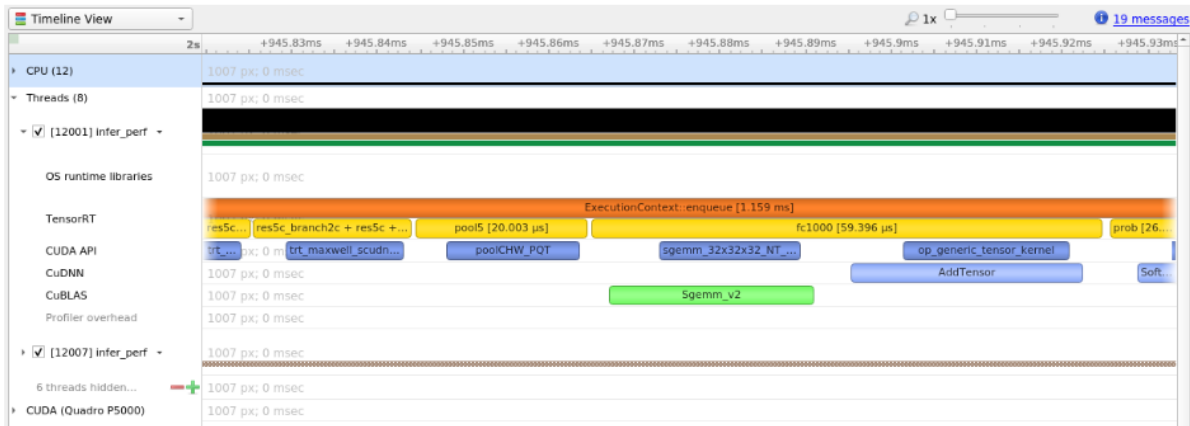 Timeline View 1x 19 messages
2s +945.83ms +945.84ms +945.85ms +945.86ms +945.87ms +945.88ms +945.89ms +945.9ms +945.91ms +945.92ms +945.93ms
CPU (12) 1007 px; 0 msec
Threads (8) 1007 px; 0 msec
[12001] infer_perf
OS runtime libraries 1007 px; 0 msec
ExecutionContext::enqueue [1.159 ms]
TensorRT
res5c... res5c_branch2c + res5c +... pool5 [20.003 µs] fc1000 [59.396 µs] prob [26....
CUDA API trt_... px; 0 m trt_maxwell_scudn... poolCHW_PQT sgemm_32x32x32_NT_... op_generic_tensor_kernel
CuDNN 1007 px; 0 msec AddTensor Soft...
CuBLAS 1007 px; 0 msec Sgemm_v2
Profiler overhead 1007 px; 0 msec
[12007] infer_perf 1007 px; 0 msec
6 threads hidden... 1007 px; 0 msec
CUDA (Quadro P5000) 1007 px; 0 msec